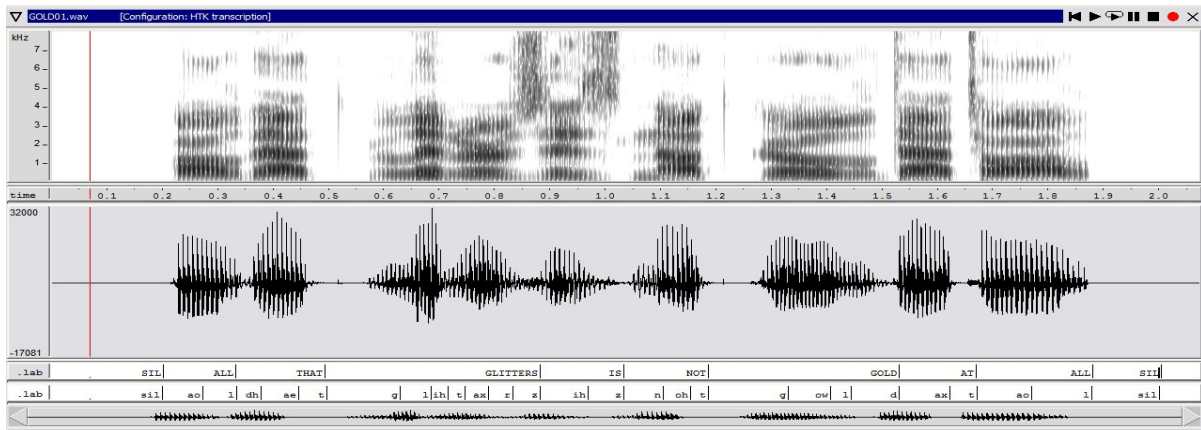 GOLD01.wav [Configuration: HTK transcription]
kHz
7
6
5
4
3
2
1
time 0.1 0.2 0.3 0.4 0.5 0.6 0.7 0.8 0.9 1.0 1.1 1.2 1.3 1.4 1.5 1.6 1.7 1.8 1.9 2.0
32000
-17081
.lab SIL ALL THAT GLITTERS IS NOT GOLD AT ALL SIL
.lab sil ao l dh ae t g l ih t ax r z ih z n oh t g ow l d ax t ao l sil